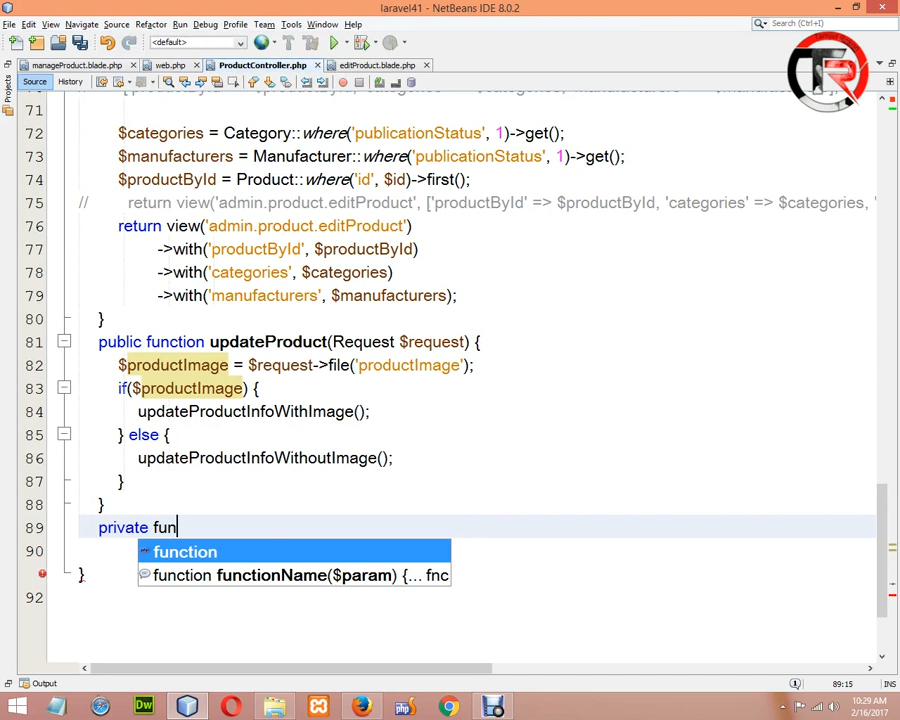 laravel41 - NetBeans IDE 8.0.2
File Edit View Navigate Source Refactor Run Debug Profile Team Tools Window Help
<default>
Search (Ctrl+I)
manageProduct.blade.php web.php ProductController.php editProduct.blade.php
Source History
Projects
71
72 $categories = Category::where('publicationStatus', 1)->get();
73 $manufacturers = Manufacturer::where('publicationStatus', 1)->get();
74 $productById = Product::where('id', $id)->first();
75 // return view('admin.product.editProduct', ['productById' => $productById, 'categories' => $categories, '
76 return view('admin.product.editProduct')
77 ->with('productById', $productById)
78 ->with('categories', $categories)
79 ->with('manufacturers', $manufacturers);
80 }
81 public function updateProduct(Request $request) {
82 $productImage = $request->file('productImage');
83 if($productImage) {
84 updateProductInfoWithImage();
85 } else {
86 updateProductInfoWithoutImage();
87 }
88 }
89 private fun
90 function
} function functionName($param) {... fnc
92
Output
89:15 INS
10:29 AM
2/16/2017